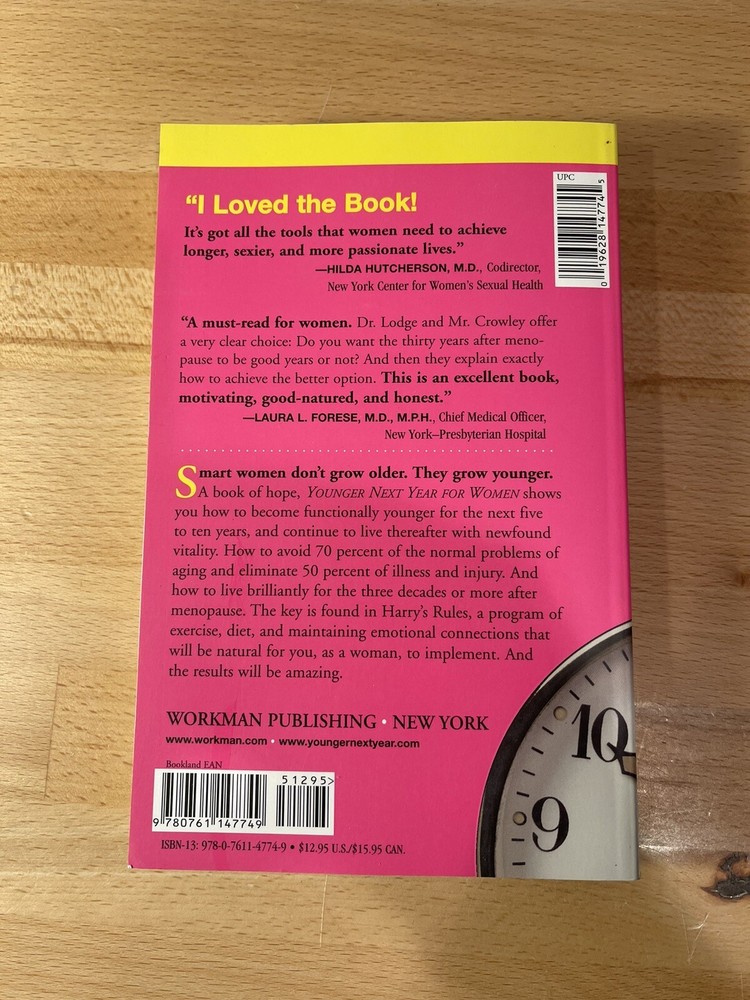 "I Loved the Book!
It's got all the tools that women need to achieve
longer, sexier, and more passionate lives."
—HILDA HUTCHERSON, M.D., Codirector,
New York Center for Women's Sexual Health
UPC
0 19628 14774 5
"A must-read for women. Dr. Lodge and Mr. Crowley offer
a very clear choice: Do you want the thirty years after meno-
pause to be good years or not? And then they explain exactly
how to achieve the better option. This is an excellent book,
motivating, good-natured, and honest."
—LAURA L. FORESE, M.D., M.P.H., Chief Medical Officer,
New York–Presbyterian Hospital
Smart women don't grow older. They grow younger.
A book of hope, YOUNGER NEXT YEAR FOR WOMEN shows
you how to become functionally younger for the next five
to ten years, and continue to live thereafter with newfound
vitality. How to avoid 70 percent of the normal problems of
aging and eliminate 50 percent of illness and injury. And
how to live brilliantly for the three decades or more after
menopause. The key is found in Harry's Rules, a program of
exercise, diet, and maintaining emotional connections that
will be natural for you, as a woman, to implement. And
the results will be amazing.
10
9
WORKMAN PUBLISHING • NEW YORK
www.workman.com • www.youngernextyear.com
Bookland EAN
51295>
9 780761 147749
ISBN-13: 978-0-7611-4774-9 • $12.95 U.S./$15.95 CAN.